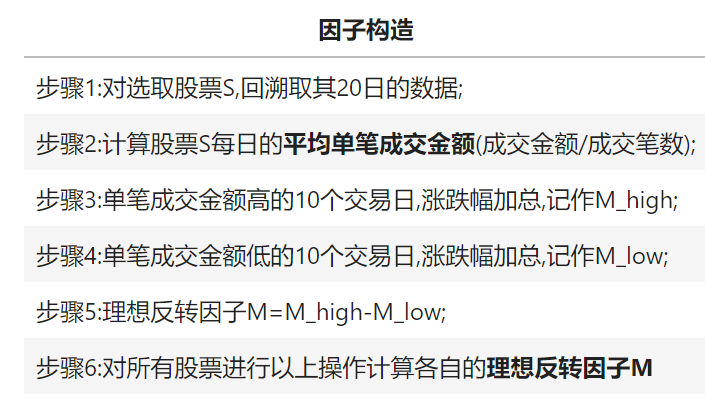 因子构造
步骤1:对选取股票S,回溯取其20日的数据;
步骤2:计算股票S每日的平均单笔成交金额(成交金额/成交笔数);
步骤3:单笔成交金额高的10个交易日,涨跌幅加总,记作M_high;
步骤4:单笔成交金额低的10个交易日,涨跌幅加总,记作M_low;
步骤5:理想反转因子M=M_high-M_low;
步骤6:对所有股票进行以上操作计算各自的理想反转因子M